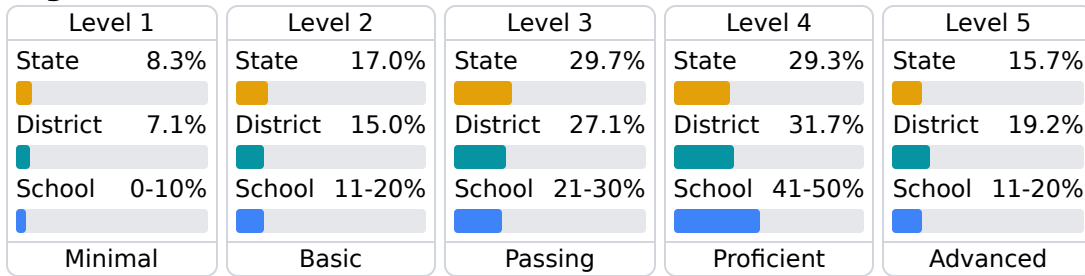 Level 1
State 8.3%
District 7.1%
School 0-10%
Minimal
Level 2
State 17.0%
District 15.0%
School 11-20%
Basic
Level 3
State 29.7%
District 27.1%
School 21-30%
Passing
Level 4
State 29.3%
District 31.7%
School 41-50%
Proficient
Level 5
State 15.7%
District 19.2%
School 11-20%
Advanced